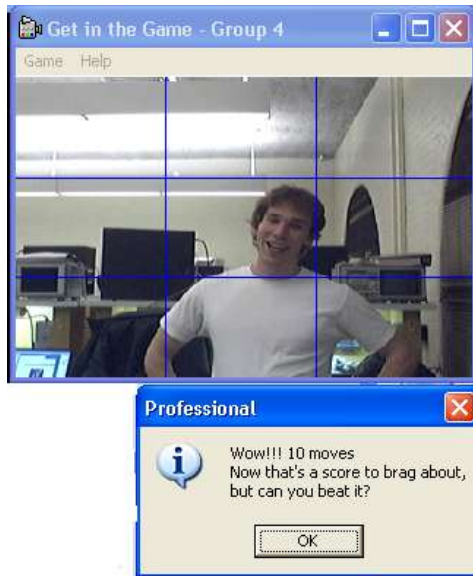 Get in the Game - Group 4
Game Help
Professional
Wow!!! 10 moves
Now that's a score to brag about,
but can you beat it?
OK